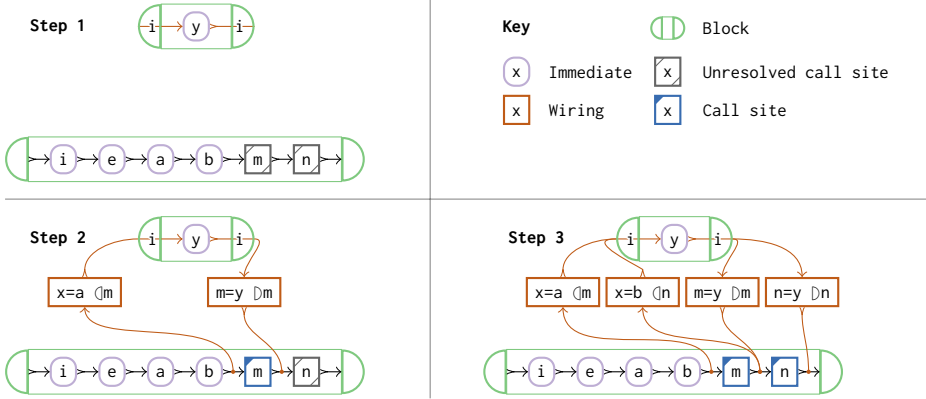 Step 1
i y i
i e a b m n
Key
Block
x Immediate
x Unresolved call site
x Wiring
x Call site
Step 2
i y i
x=a ◖m
m=y ◗m
i e a b m n
Step 3
i y i
x=a ◖m
x=b ◖n
m=y ◗m
n=y ◗n
i e a b m n